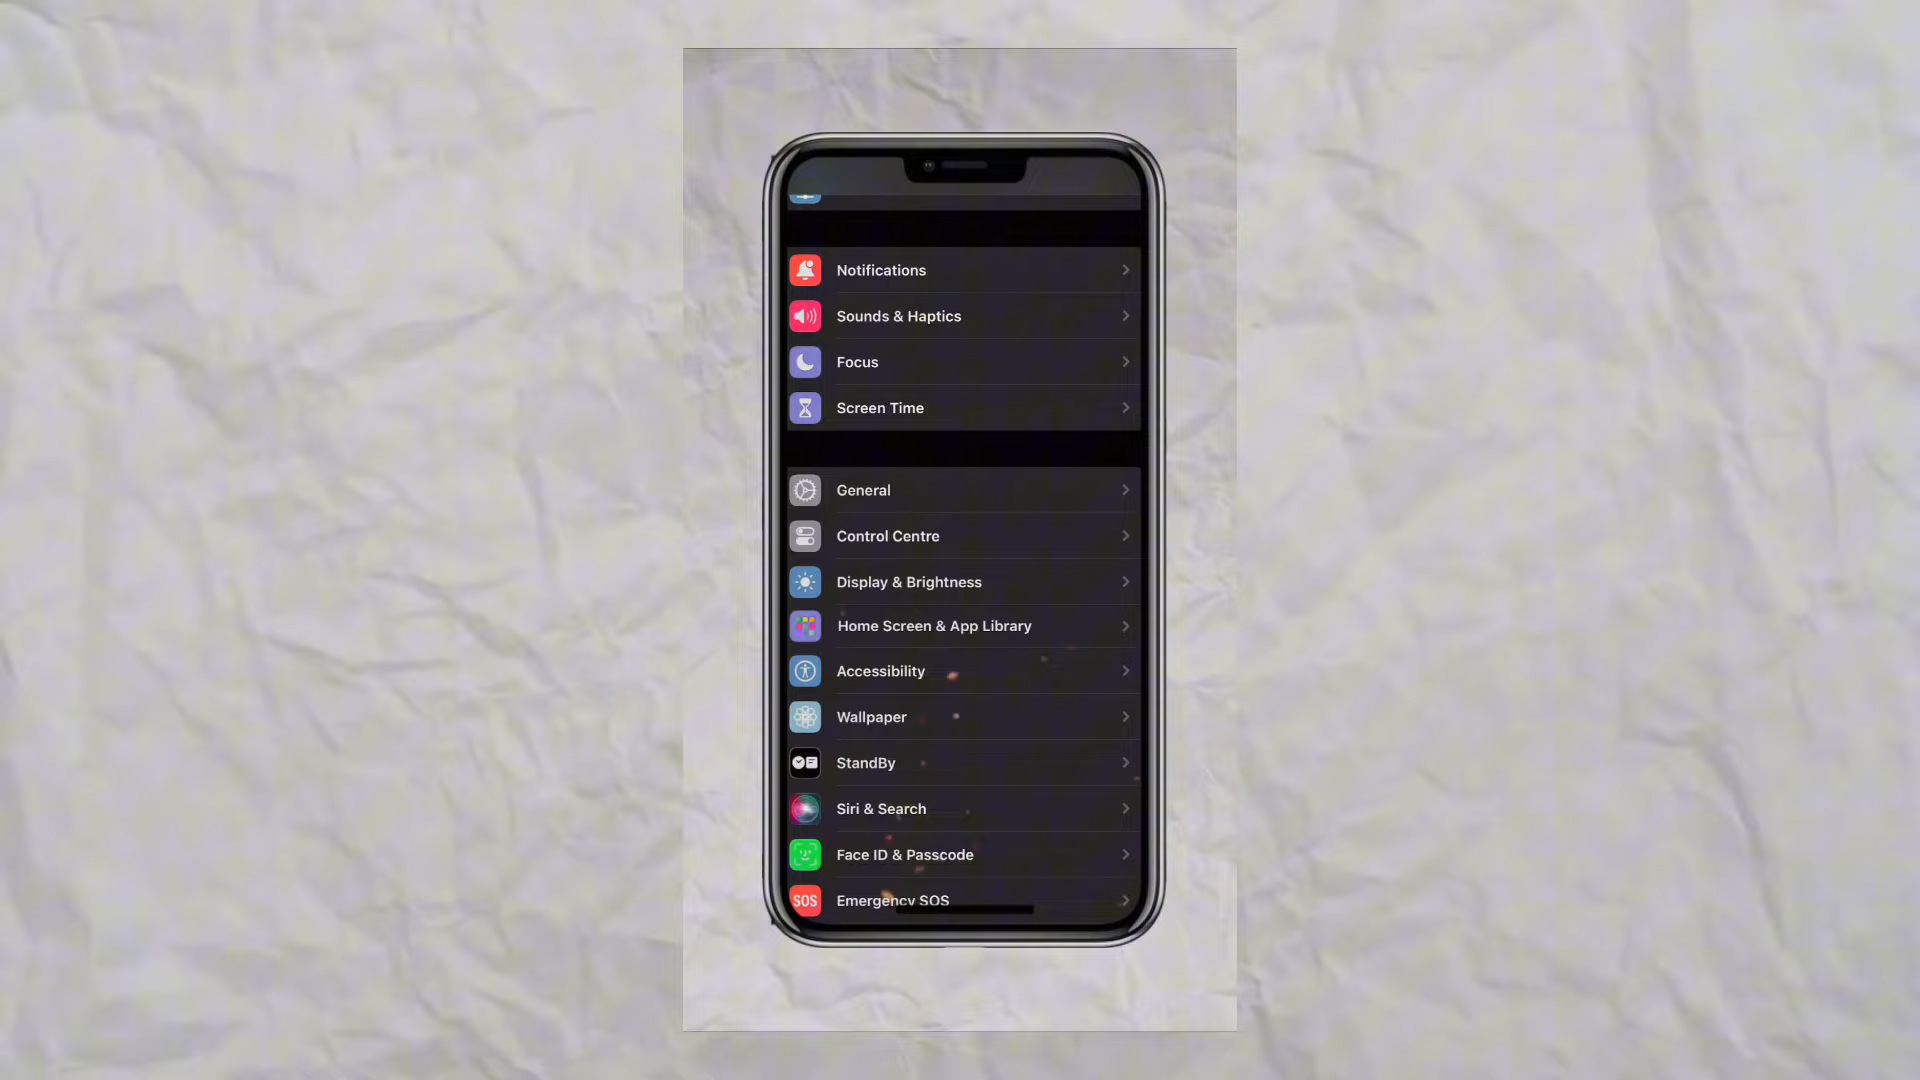 Notifications
Sounds & Haptics
Focus
Screen Time
General
Control Centre
Display & Brightness
Home Screen & App Library
Accessibility
Wallpaper
StandBy
Siri & Search
Face ID & Passcode
SOS Emergency SOS